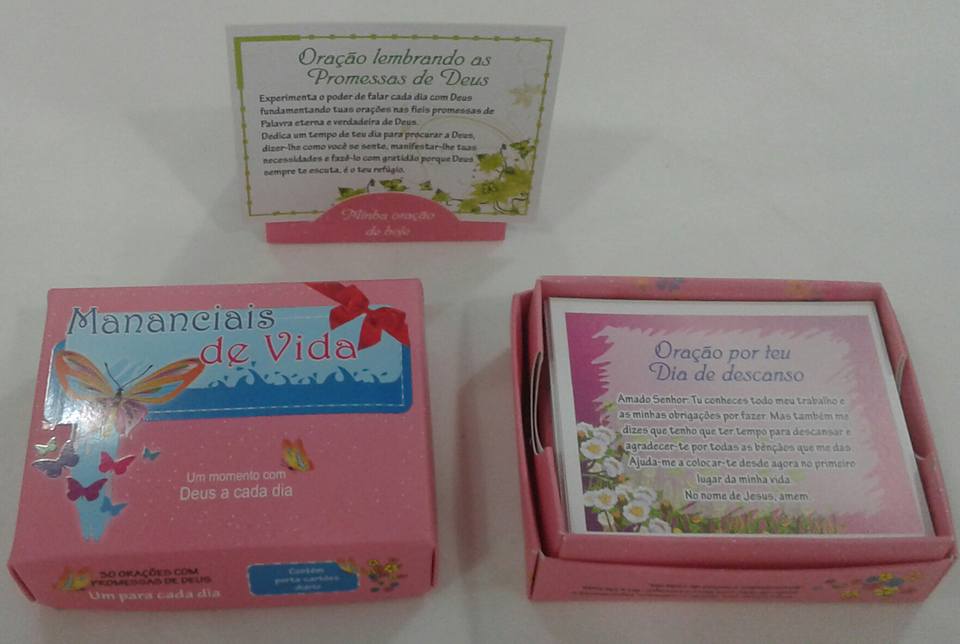 Oração lembrando as
Promessas de Deus
Experimenta o poder de falar cada dia com Deus
fundamentando tuas orações nas fieis promessas de
Palavra eterna e verdadeira de Deus.
Dedica um tempo de teu dia para procurar a Deus,
dizer-lhe como você se sente, manifestar-lhe tuas
necessidades e fazê-lo com gratidão porque Deus
sempre te escuta, é o teu refúgio.
Minha oração
de hoje
Mananciais
de Vida
Um momento com
Deus a cada dia
30 ORAÇÕES COM
PROMESSAS DE DEUS
Um para cada dia
Contém
porta cartões
Oração por teu
Dia de descanso
Amado Senhor: Tu conheces todo meu trabalho e
as minhas obrigações por fazer. Mas também me
dizes que tenho que ter tempo para descansar e
agradecer-te por todas as bênçãos que me das.
Ajuda-me a colocar-te desde agora no primeiro
lugar da minha vida.
No nome de Jesus, amem.